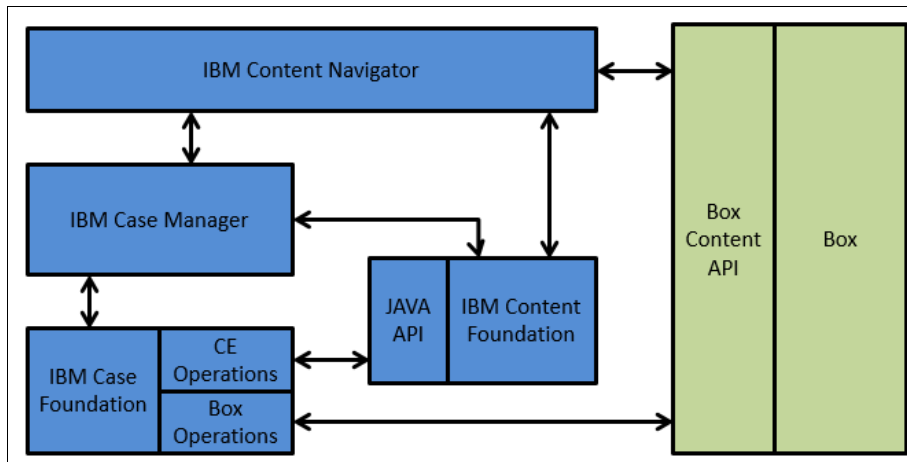 IBM Content Navigator
IBM Case Manager
Box
Content
API
Box
JAVA
API
IBM Content
Foundation
IBM Case
Foundation
CE
Operations
Box
Operations